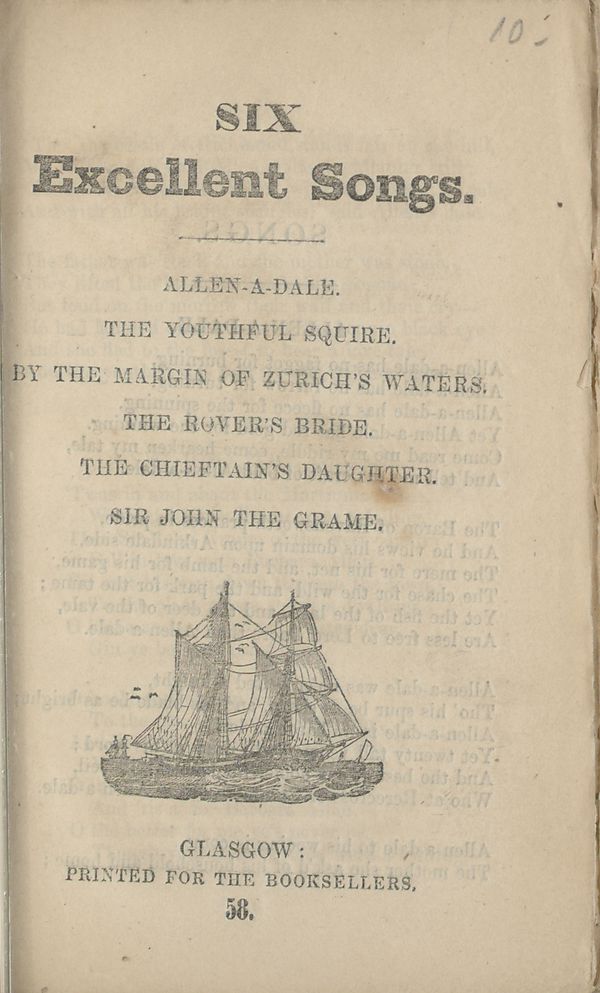 10.
SIX
Excellent Songs.
ALLEN-A-DALE.
THE YOUTHFUL SQUIRE.
BY THE MARGIN OF ZURICH'S WATERS.
THE ROVER'S BRIDE.
THE CHIEFTAIN'S DAUGHTER.
SIR JOHN THE GRAME.
GLASGOW:
PRINTED FOR THE BOOKSELLERS.
58.